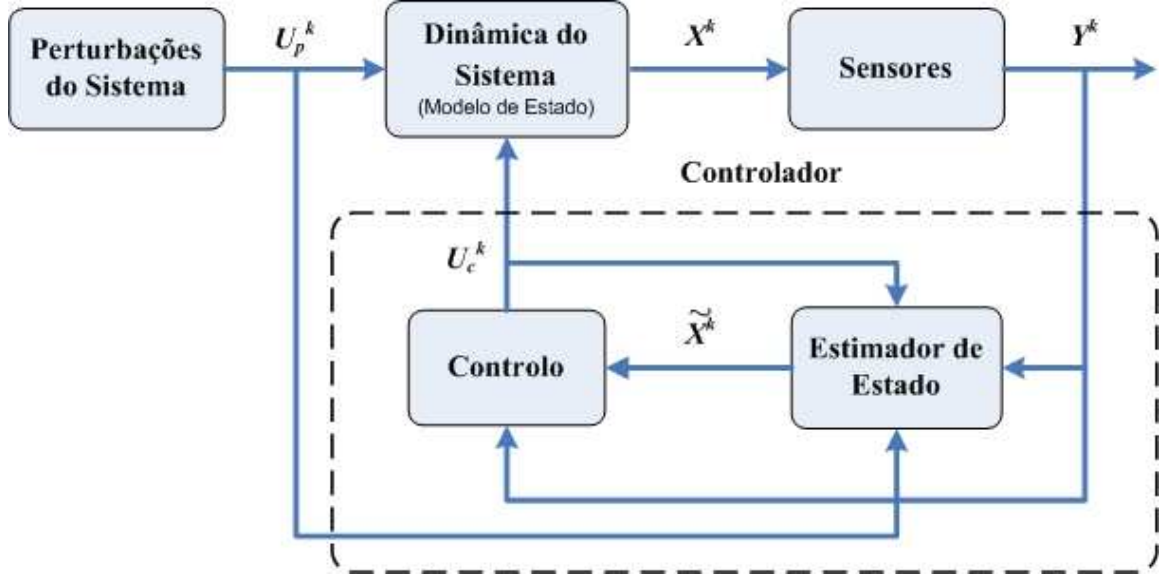 Perturbações
do Sistema
U_p^k
Dinâmica do
Sistema
(Modelo de Estado)
X^k
Sensores
Y^k
Controlador
U_c^k
Controlo
X̃^k
Estimador de
Estado